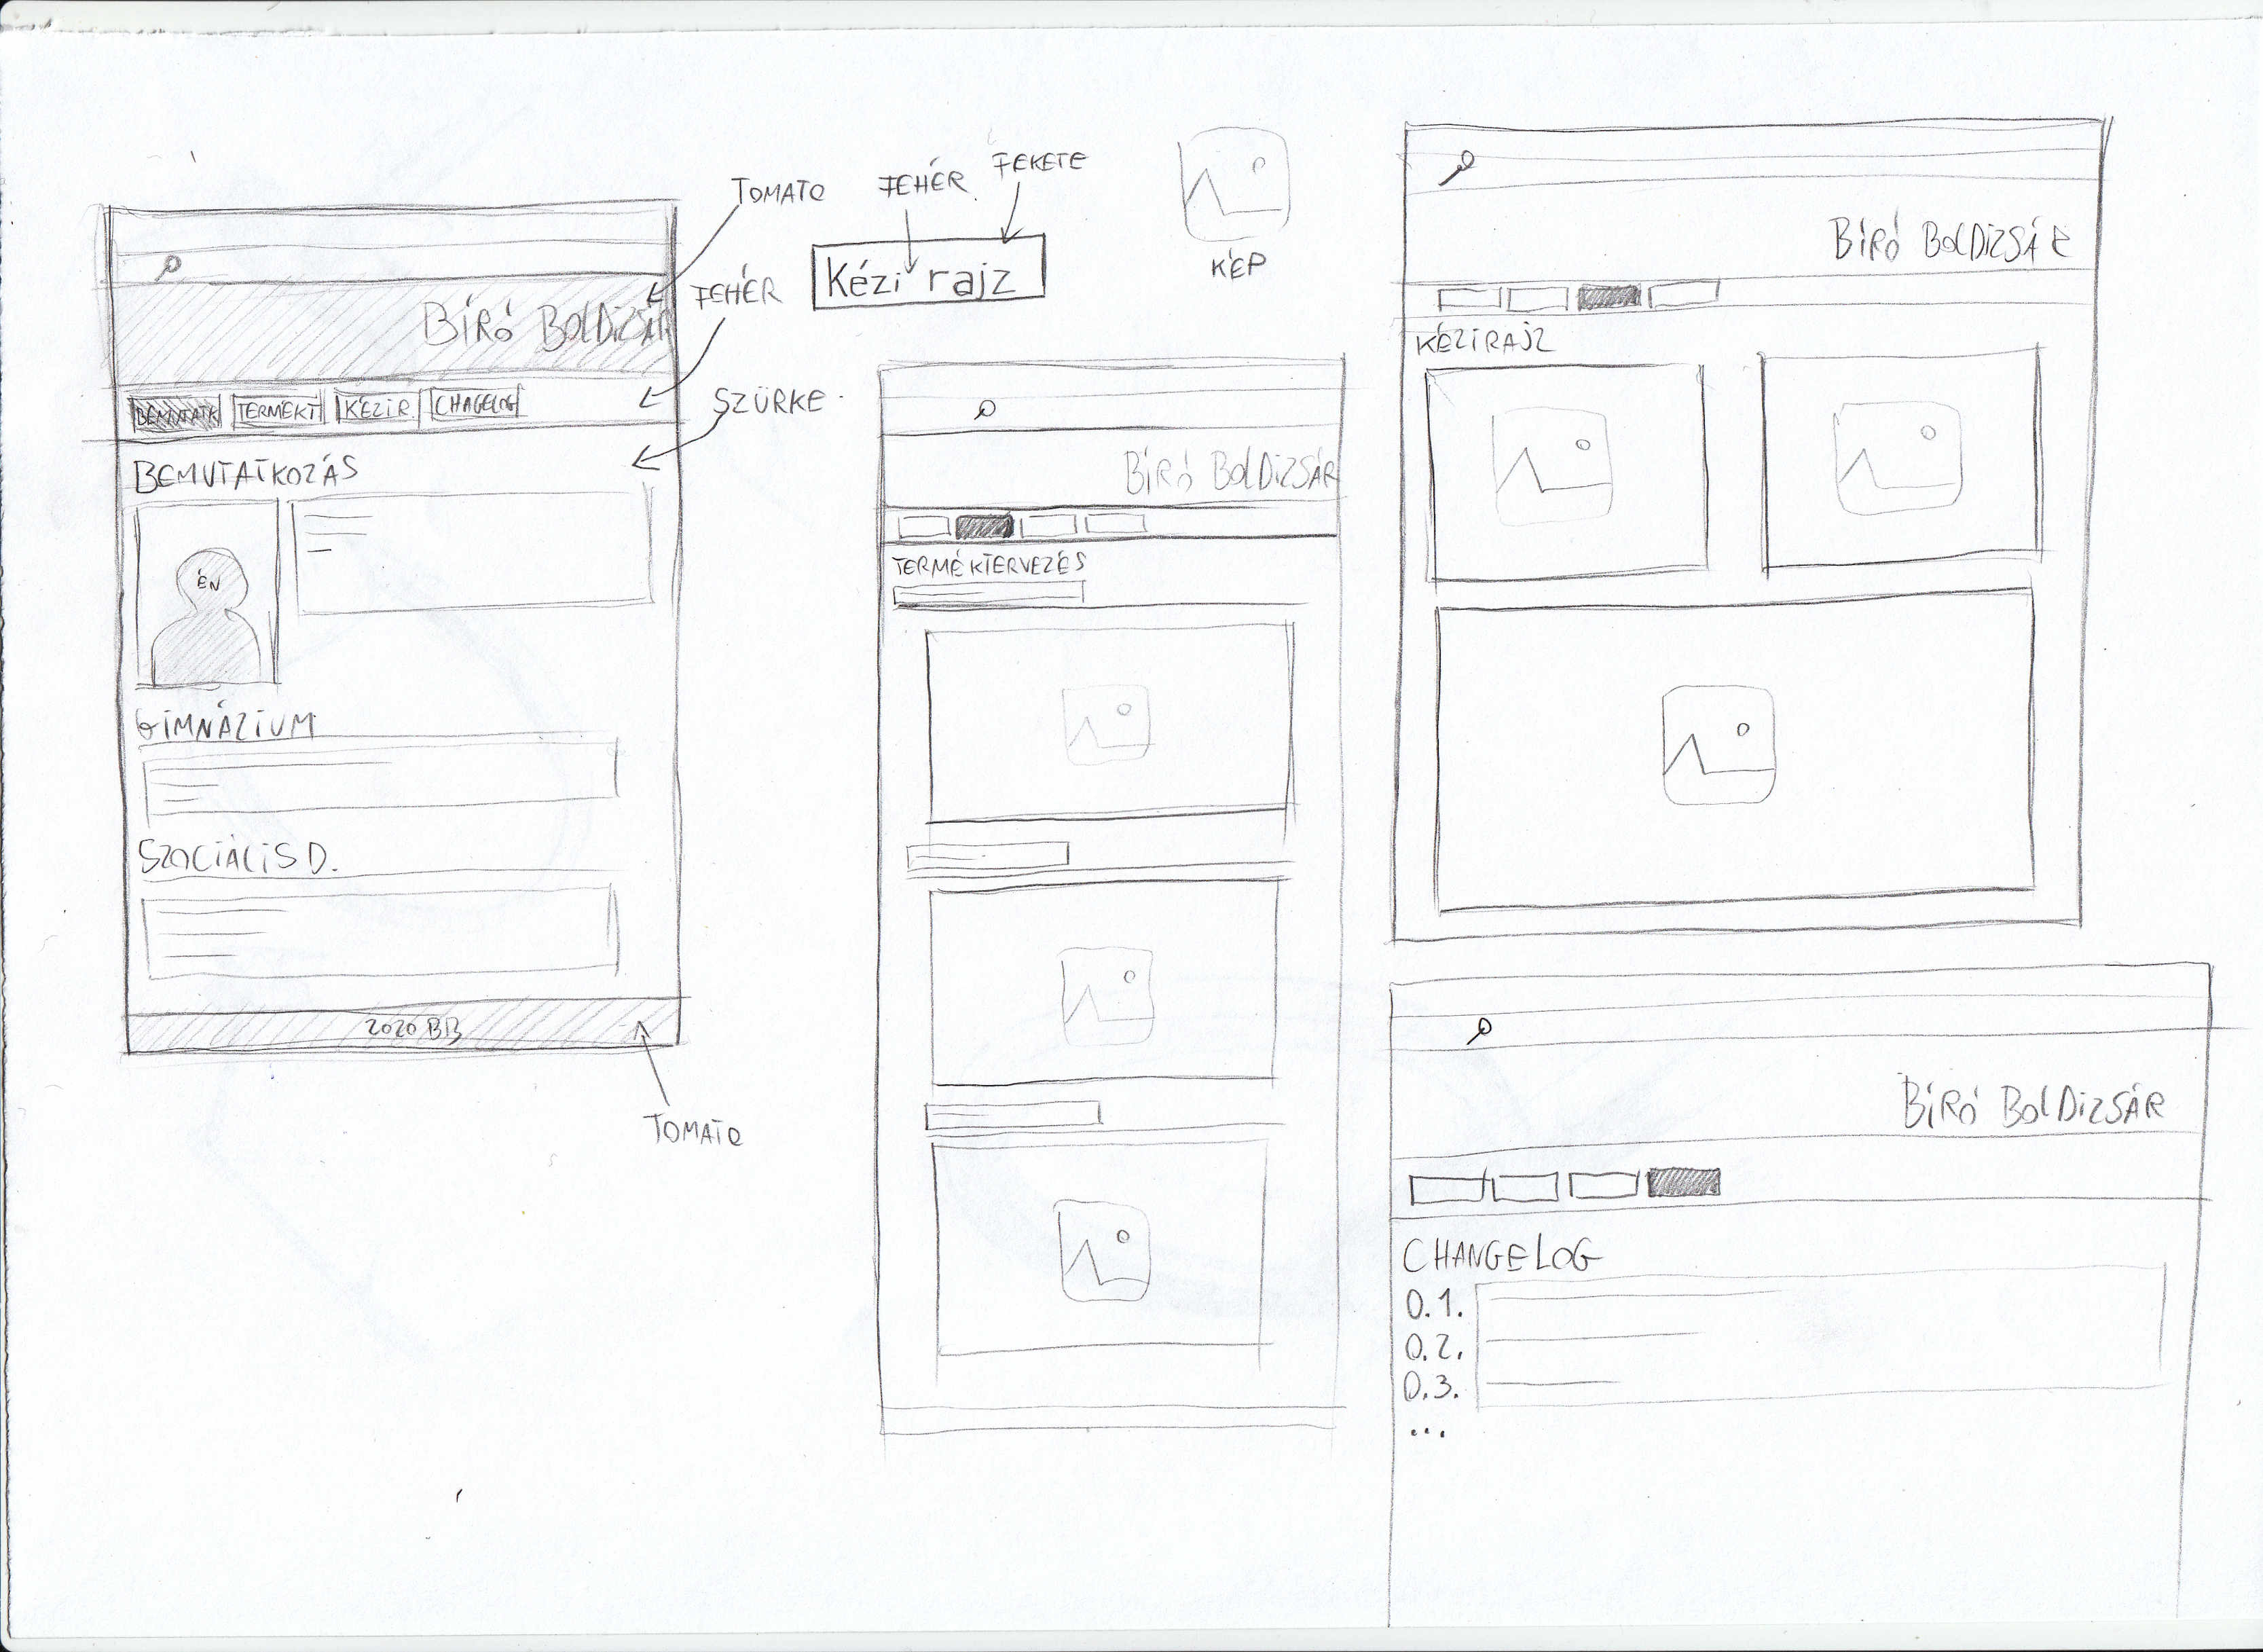 TOMATO
FEHÉR
FEKETE
Kézi rajz
KÉP
BÍRÓ BOLDIZSÁR
FEHÉR
SZÜRKE
BEMUTATK
TERMÉKT
KÉZIR
CHAGELOG
BEMUTATKOZÁS
ÉN
GIMNÁZIUM
SZOCIÁLIS D.
2020 BB
TOMATO
BÍRÓ BOLDIZSÁR
TERMÉKTERVEZÉS
BÍRÓ BOLDIZSÁR
KÉZIRAJZ
BÍRÓ BOLDIZSÁR
CHANGELOG
0.1.
0.2.
0.3.
...